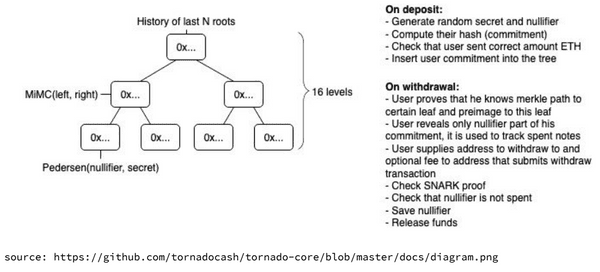 History of last N roots
0x...
MiMC(left, right)
0x...
0x...
16 levels
0x...
0x...
0x...
0x...
Pedersen(nullifier, secret)
On deposit:
- Generate random secret and nullifier
- Compute their hash (commitment)
- Check that user sent correct amount ETH
- Insert user commitment into the tree
On withdrawal:
- User proves that he knows merkle path to
certain leaf and preimage to this leaf
- User reveals only nullifier part of his
commitment, it is used to track spent notes
- User supplies address to withdraw to and
optional fee to address that submits withdraw
transaction
- Check SNARK proof
- Check that nullifier is not spent
- Save nullifier
- Release funds
source: https://github.com/tornadocash/tornado-core/blob/master/docs/diagram.png